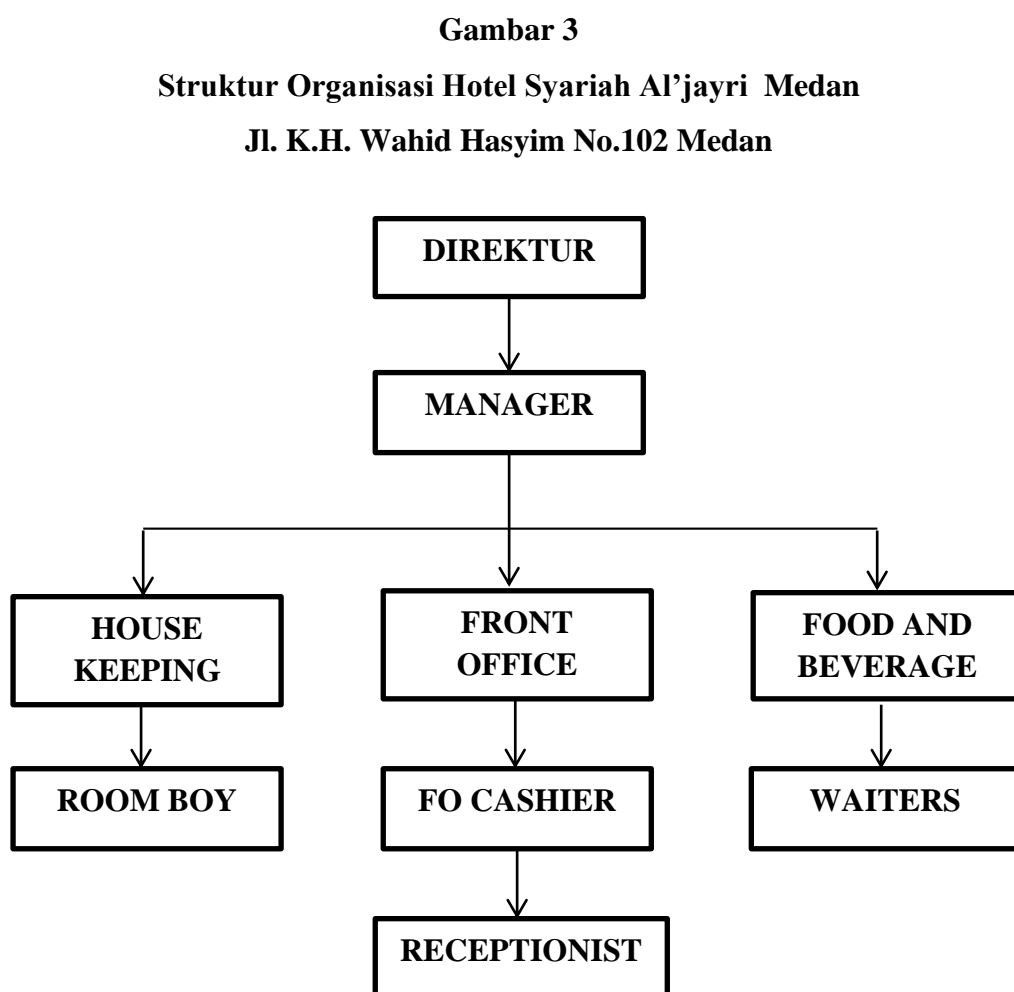 Gambar 3
Struktur Organisasi Hotel Syariah Al’jayri  Medan
Jl. K.H. Wahid Hasyim No.102 Medan
DIREKTUR
MANAGER
HOUSE
KEEPING
FRONT
OFFICE
FOOD AND
BEVERAGE
ROOM BOY
FO CASHIER
WAITERS
RECEPTIONIST